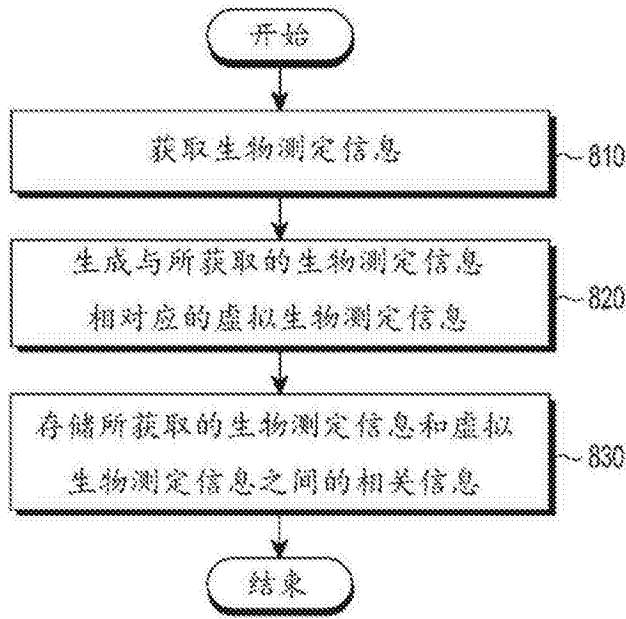 开始
获取生物测定信息
810
生成与所获取的生物测定信息
相对应的虚拟生物测定信息
820
存储所获取的生物测定信息和虚拟
生物测定信息之间的相关信息
830
结束